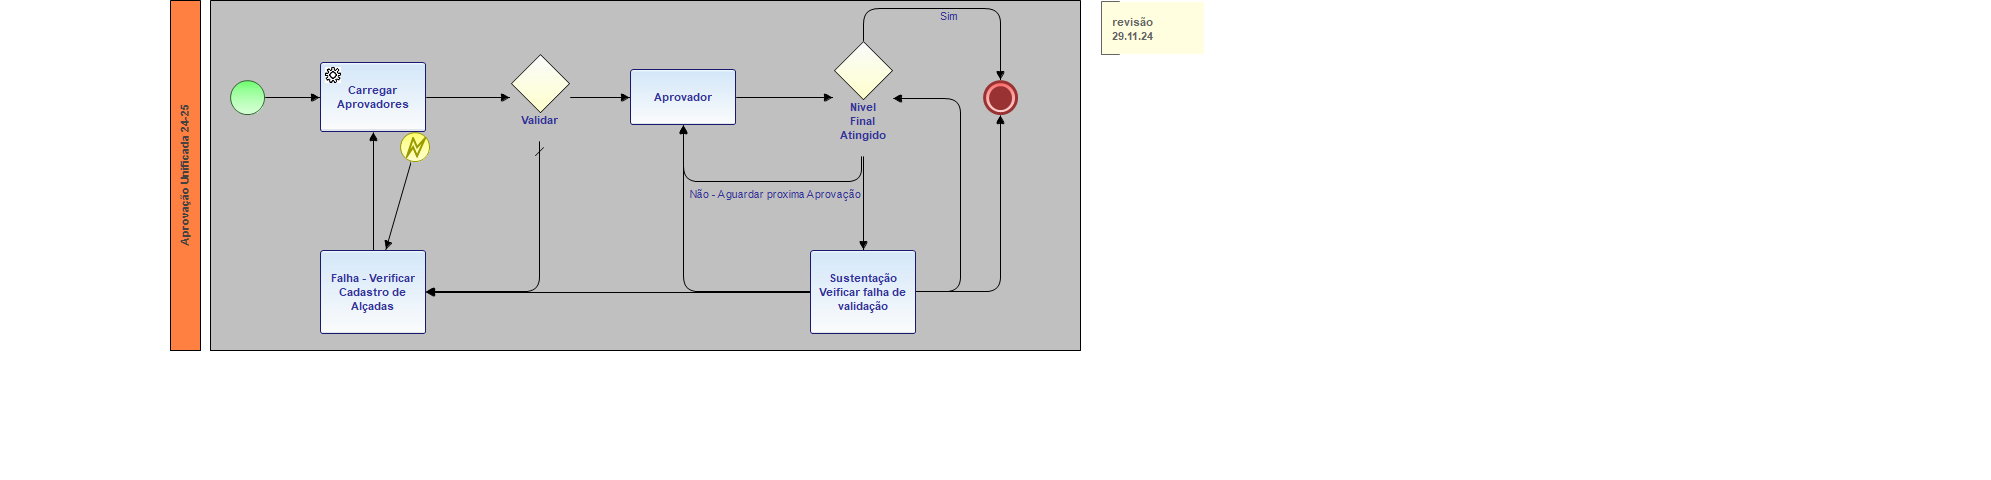 Aprovação Unificada 24-25
Carregar
Aprovadores
Validar
Aprovador
Nivel
Final
Atingido
Sim
Não - Aguardar proxima Aprovação
Falha - Verificar
Cadastro de
Alçadas
Sustentação
Veificar falha de
validação
revisão
29.11.24